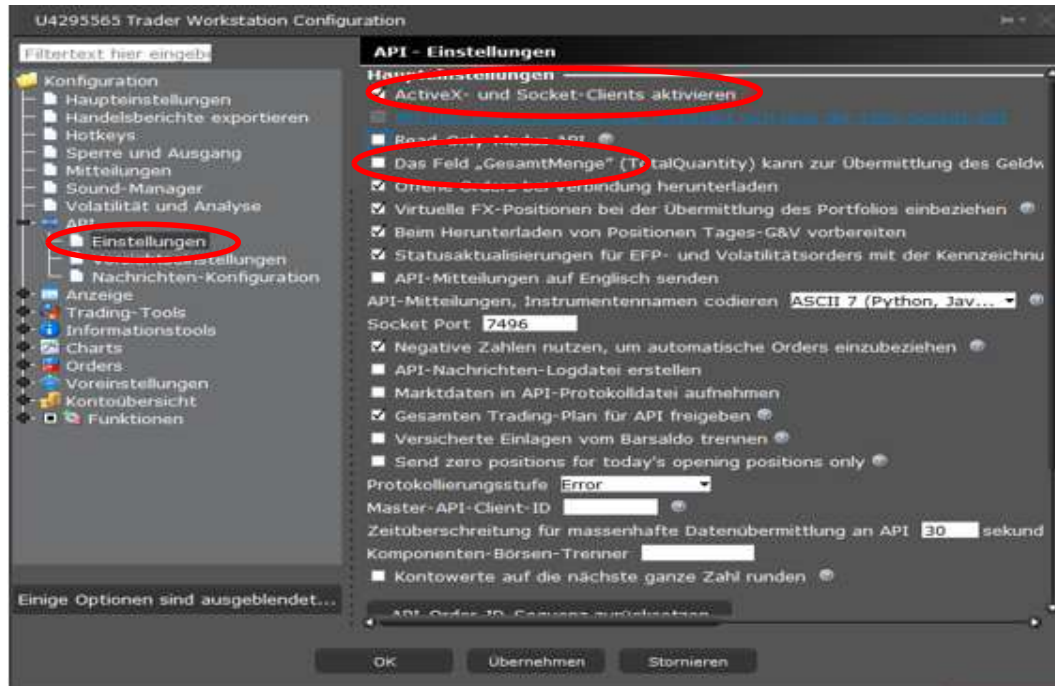 U4295565 Trader Workstation Configuration
Filtertext hier eingebe
Konfiguration
Haupteinstellungen
Handelsberichte exportieren
Hotkeys
Sperre und Ausgang
Mitteilungen
Sound-Manager
Volatilität und Analyse
API
Einstellungen
Nachrichten-Konfiguration
Anzeige
Trading-Tools
Informationstools
Charts
Orders
Voreinstellungen
Kontoübersicht
Funktionen
Einige Optionen sind ausgeblendet...
API - Einstellungen
Haupteinstellungen
ActiveX- und Socket-Clients aktivieren
Read-Only-Modus API
Das Feld „GesamtMenge" (TotalQuantity) kann zur Übermittlung des Geldw
Offene Orders bei Verbindung herunterladen
Virtuelle FX-Positionen bei der Übermittlung des Portfolios einbeziehen
Beim Herunterladen von Positionen Tages-G&V vorbereiten
Statusaktualisierungen für EFP- und Volatilitätsorders mit der Kennzeichnu
API-Mitteilungen auf Englisch senden
API-Mitteilungen, Instrumentennamen codieren ASCII 7 (Python, Jav...
Socket Port 7496
Negative Zahlen nutzen, um automatische Orders einzubeziehen
API-Nachrichten-Logdatei erstellen
Marktdaten in API-Protokolldatei aufnehmen
Gesamten Trading-Plan für API freigeben
Versicherte Einlagen vom Barsaldo trennen
Send zero positions for today's opening positions only
Protokollierungsstufe Error
Master-API-Client-ID
Zeitüberschreitung für massenhafte Datenübermittlung an API 30 sekund
Komponenten-Börsen-Trenner
Kontowerte auf die nächste ganze Zahl runden
API-Order-ID-Sequenz zurücksetzen
OK Übernehmen Stornieren